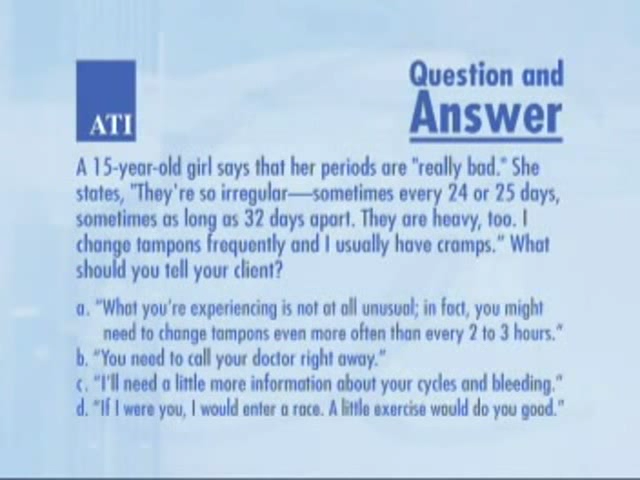 ATI
Question and
Answer
A 15-year-old girl says that her periods are "really bad." She
states, "They're so irregular—sometimes every 24 or 25 days,
sometimes as long as 32 days apart. They are heavy, too. I
change tampons frequently and I usually have cramps." What
should you tell your client?
a. "What you're experiencing is not at all unusual; in fact, you might
need to change tampons even more often than every 2 to 3 hours."
b. "You need to call your doctor right away."
c. "I'll need a little more information about your cycles and bleeding."
d. "If I were you, I would enter a race. A little exercise would do you good."